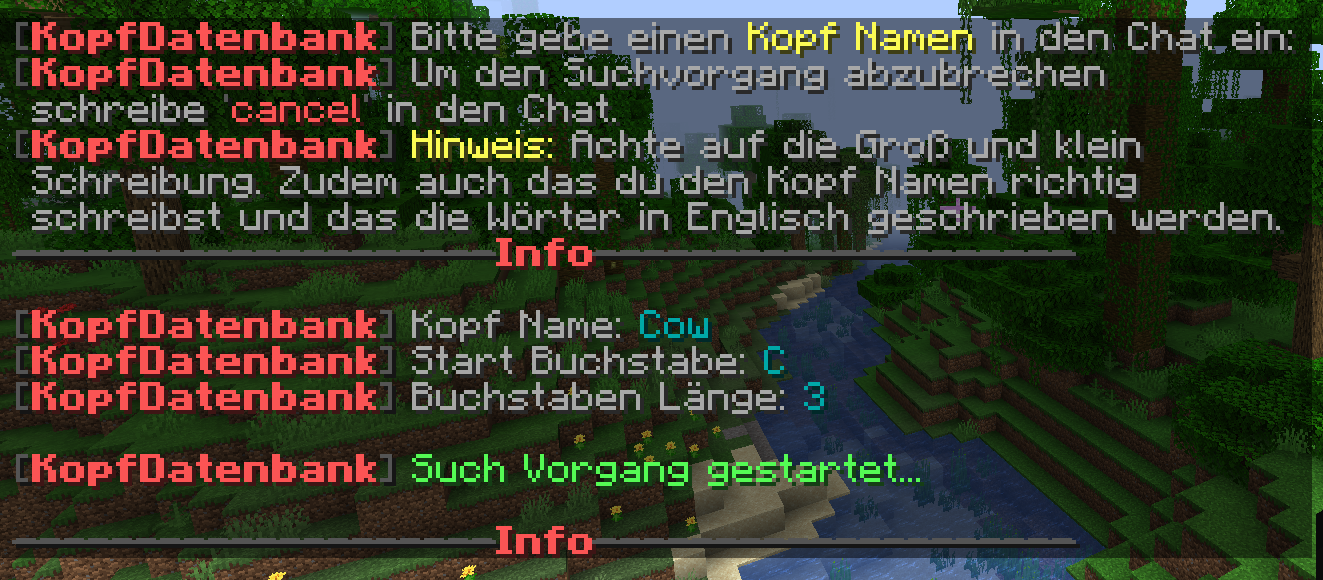 [KopfDatenbank] Bitte gebe einen Kopf Namen in den Chat ein:
[KopfDatenbank] Um den Suchvorgang abzubrechen
schreibe 'cancel' in den Chat.
[KopfDatenbank] Hinweis: Achte auf die Groß und klein
Schreibung. Zudem auch das du den Kopf Namen richtig
schreibst und das die Wörter in Englisch geschrieben werden.
Info
[KopfDatenbank] Kopf Name: Cow
[KopfDatenbank] Start Buchstabe: C
[KopfDatenbank] Buchstaben Länge: 3
[KopfDatenbank] Such Vorgang gestartet...
Info